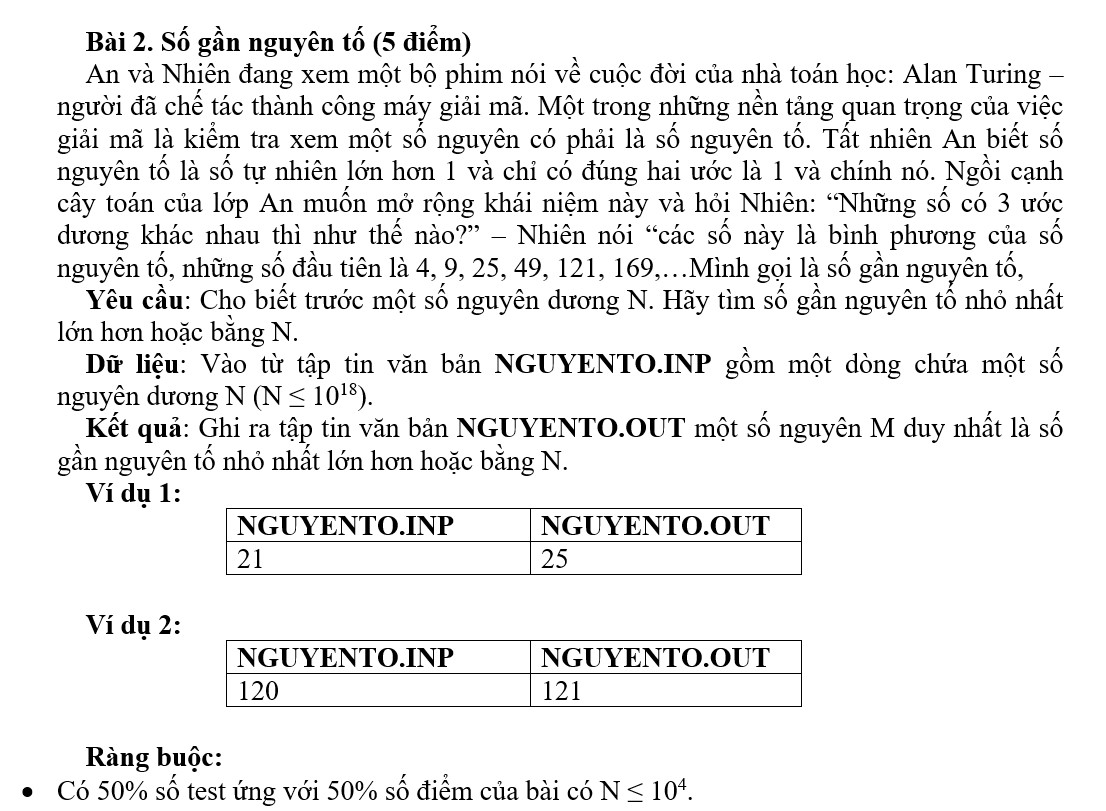 Bài 2. Số gần nguyên tố (5 điểm)
An và Nhiên đang xem một bộ phim nói về cuộc đời của nhà toán học: Alan Turing –
người đã chế tác thành công máy giải mã. Một trong những nền tảng quan trọng của việc
giải mã là kiểm tra xem một số nguyên có phải là số nguyên tố. Tất nhiên An biết số
nguyên tố là số tự nhiên lớn hơn 1 và chỉ có đúng hai ước là 1 và chính nó. Ngồi cạnh
cây toán của lớp An muốn mở rộng khái niệm này và hỏi Nhiên: “Những số có 3 ước
dương khác nhau thì như thế nào?” – Nhiên nói “các số này là bình phương của số
nguyên tố, những số đầu tiên là 4, 9, 25, 49, 121, 169,…Mình gọi là số gần nguyên tố,
Yêu cầu: Cho biết trước một số nguyên dương N. Hãy tìm số gần nguyên tố nhỏ nhất
lớn hơn hoặc bằng N.
Dữ liệu: Vào từ tập tin văn bản NGUYENTO.INP gồm một dòng chứa một số
nguyên dương N (N ≤ 10¹⁸).
Kết quả: Ghi ra tập tin văn bản NGUYENTO.OUT một số nguyên M duy nhất là số
gần nguyên tố nhỏ nhất lớn hơn hoặc bằng N.
Ví dụ 1:
NGUYENTO.INP NGUYENTO.OUT
21 25
Ví dụ 2:
NGUYENTO.INP NGUYENTO.OUT
120 121
Ràng buộc:
• Có 50% số test ứng với 50% số điểm của bài có N ≤ 10⁴.